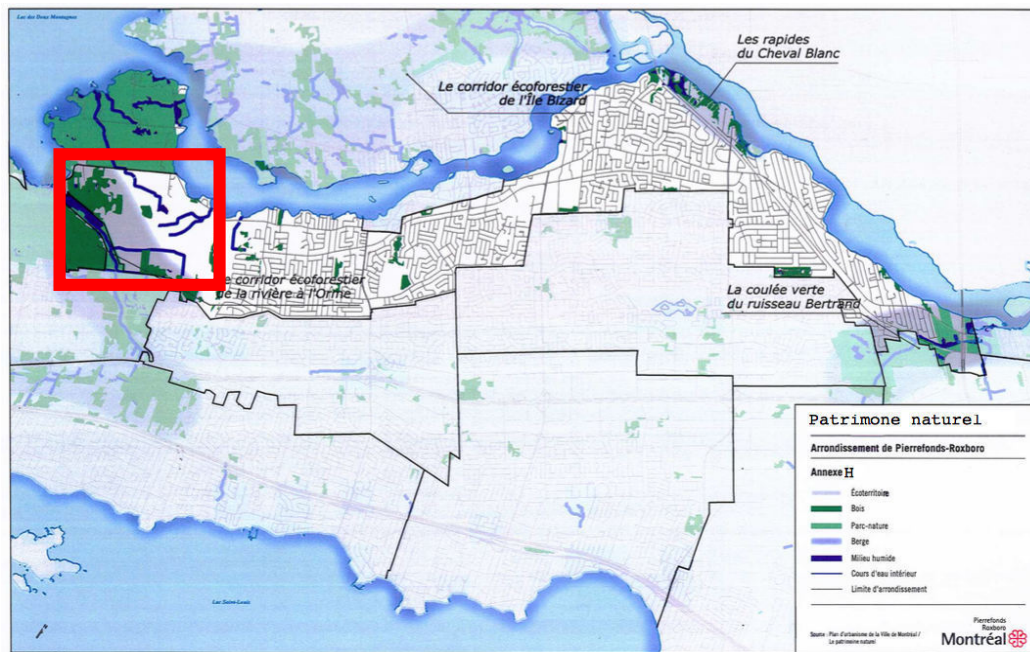 Lac des Deux Montagnes
Les rapides
du Cheval Blanc
Le corridor écoforestier
de l'Île Bizard
e corridor écoforestier
de la rivière à l'Orme
La coulée verte
du ruisseau Bertrand
Lac Saint-Louis
Patrimone naturel
Arrondissement de Pierrefonds-Roxboro
Annexe H
Écoterritoire
Bois
Parc-nature
Berge
Milieu humide
Cours d'eau intérieur
Limite d'arrondissement
Source : Plan d'urbanisme de la Ville de Montréal /
Le patrimoine naturel
Pierrefonds
Roxboro
Montréal